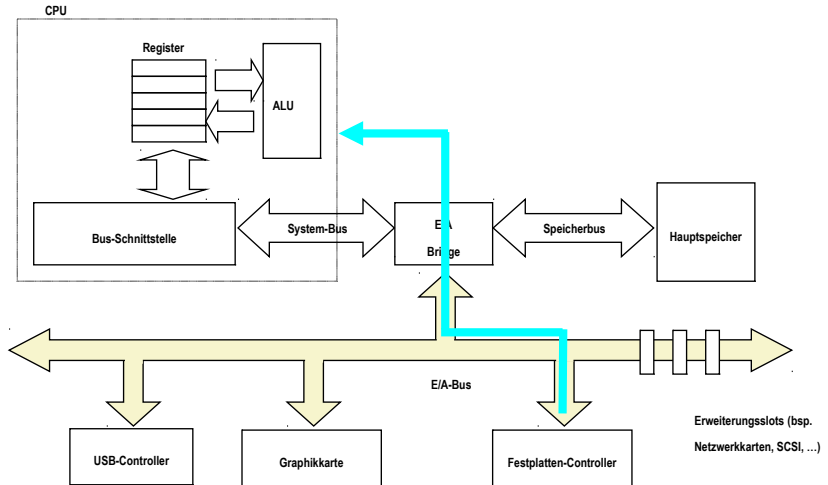 CPU
Register
ALU
Bus-Schnittstelle
System-Bus
E/A
Bridge
Speicherbus
Hauptspeicher
E/A-Bus
Erweiterungsslots (bsp.
Netzwerkkarten, SCSI, ...)
USB-Controller
Graphikkarte
Festplatten-Controller